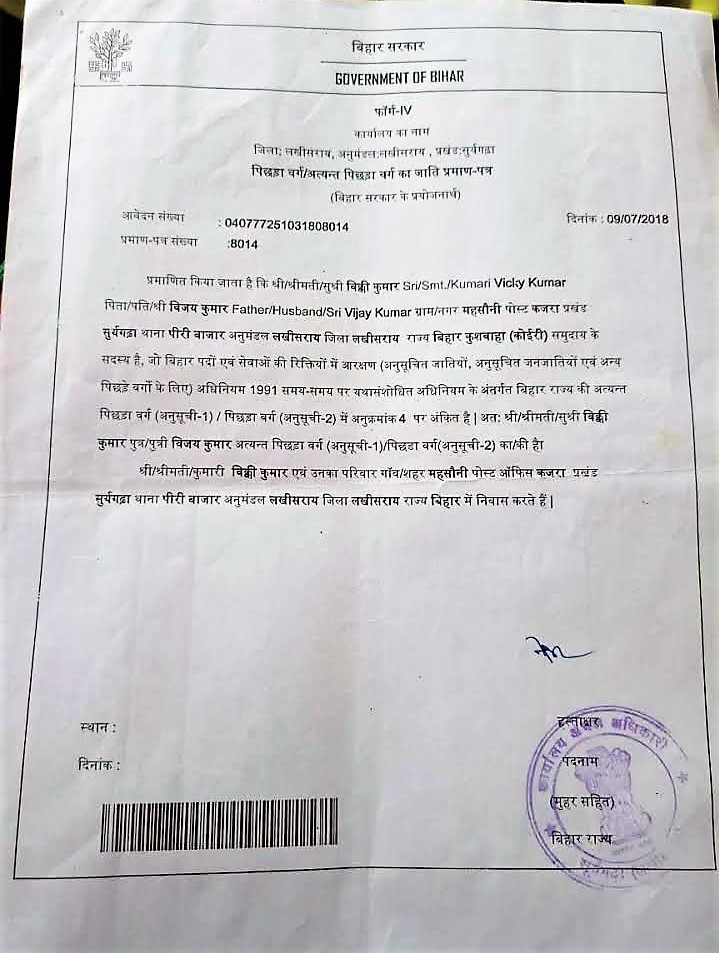 बिहार सरकार
GOVERNMENT OF BIHAR
फॉर्म-IV
कार्यालय का नाम
जिला: लखीसराय, अनुमंडल:लखीसराय , प्रखंड:सुर्यगढा
पिछडा वर्ग/अत्यन्त पिछडा वर्ग का जाति प्रमाण-पत्र
(बिहार सरकार के प्रयोजनार्थ)
आवेदन संख्या : 040777251031808014 दिनांक : 09/07/2018
प्रमाण-पत्र संख्या :8014
प्रमाणित किया जाता है कि श्री/श्रीमती/सुश्री विक्की कुमार Sri/Smt./Kumari Vicky Kumar
पिता/पति/श्री विजय कुमार Father/Husband/Sri Vijay Kumar ग्राम/नगर महसौनी पोस्ट कजरा प्रखंड
सुर्यगढ़ा थाना पीरी बाजार अनुमंडल लखीसराय जिला लखीसराय राज्य बिहार कुशवाहा (कोईरी) समुदाय के
सदस्य है, जो बिहार पदों एवं सेवाओं की रिक्तियों में आरक्षण (अनुसूचित जातियों, अनुसूचित जनजातियों एवं अन्य
पिछड़े वर्गों के लिए) अधिनियम 1991 समय-समय पर यथासंशोधित अधिनियम के अंतर्गत बिहार राज्य की अत्यन्त
पिछड़ा वर्ग (अनुसूची-1) / पिछड़ा वर्ग (अनुसूची-2) में अनुक्रमांक 4 पर अंकित है | अत: श्री/श्रीमती/सुश्री विक्की
कुमार पुत्र/पुत्री विजय कुमार अत्यन्त पिछड़ा वर्ग (अनुसूची-1)/पिछडा वर्ग(अनुसूची-2) का/की है।
श्री/श्रीमती/कुमारी विक्की कुमार एवं उनका परिवार गाँव/शहर महसौनी पोस्ट ऑफिस कजरा प्रखंड
सुर्यगढ़ा थाना पीरी बाजार अनुमंडल लखीसराय जिला लखीसराय राज्य बिहार में निवास करते हैं |
स्थान :
दिनांक :
हस्ताक्षर
पदनाम
(मुहर सहित)
बिहार राज्य
कार्यालय अंचल अधिकारी